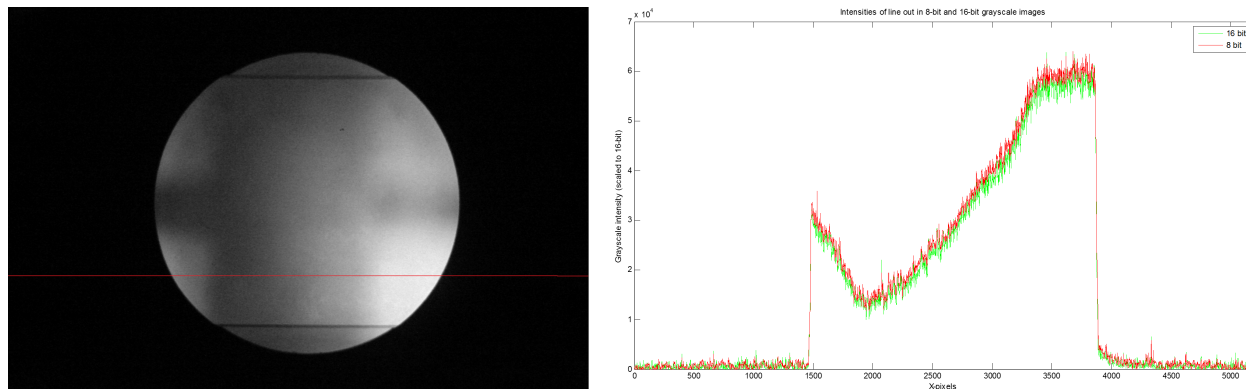 Intensities of line out in 8-bit and 16-bit grayscale images
x 10⁴
7
6
5
4
3
2
1
0
Grayscale intensity (scaled to 16-bit)
0 500 1000 1500 2000 2500 3000 3500 4000 4500 5000
X-pixels
16 bit
8 bit